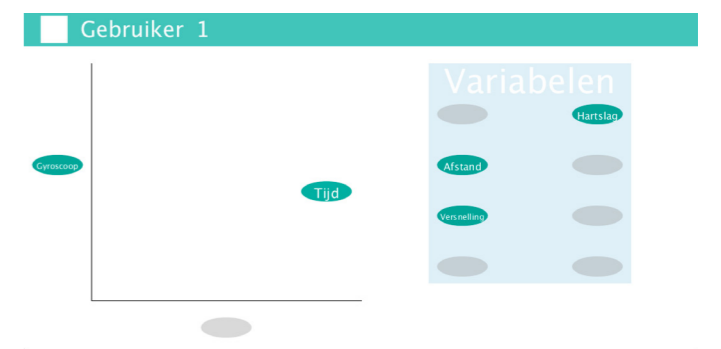 Gebruiker 1
Variabelen
Hartslag
Gyroscoop
Afstand
Tijd
Versnelling